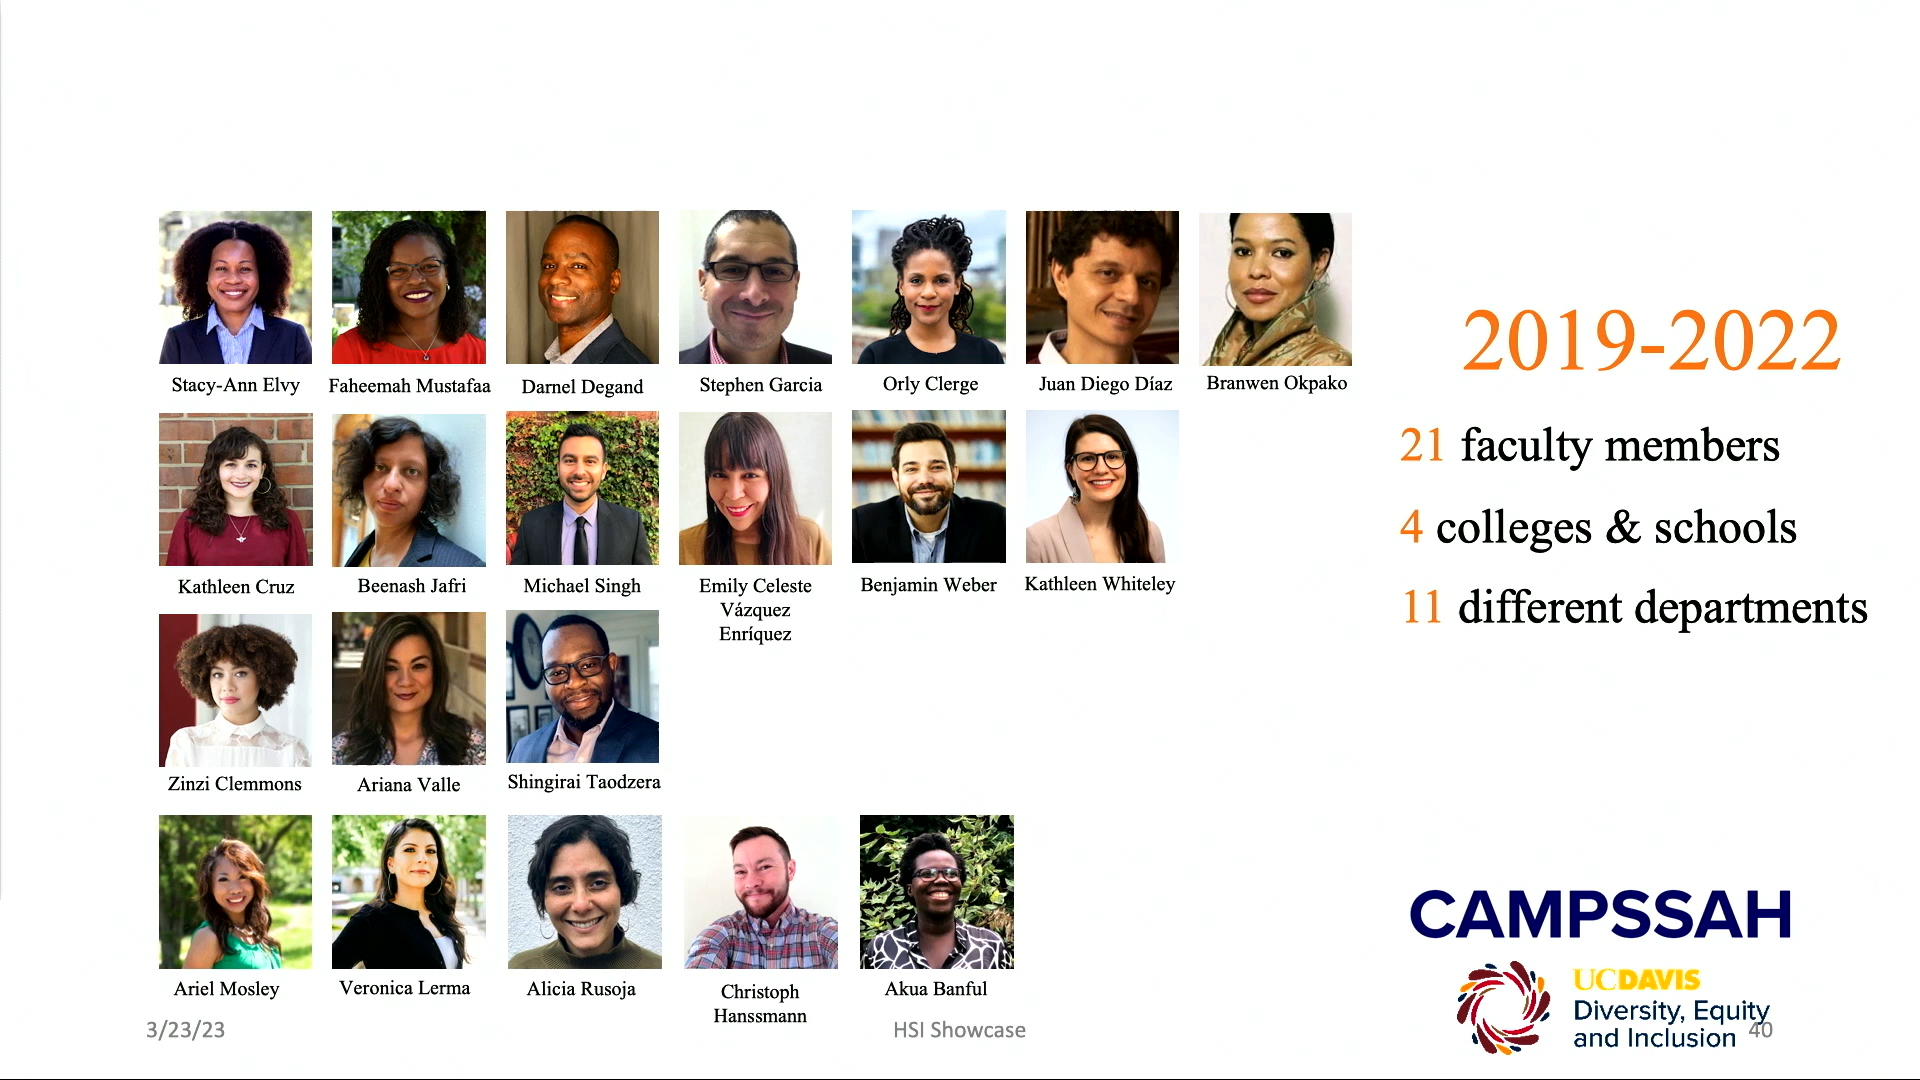 Stacy-Ann Elvy
Faheemah Mustafaa
Darnel Degand
Stephen Garcia
Orly Clerge
Juan Diego Díaz
Branwen Okpako
Kathleen Cruz
Beenash Jafri
Michael Singh
Emily Celeste
Vázquez
Enríquez
Benjamin Weber
Kathleen Whiteley
Zinzi Clemmons
Ariana Valle
Shingirai Taodzera
Ariel Mosley
Veronica Lerma
Alicia Rusoja
Christoph
Hanssmann
Akua Banful
2019-2022
21 faculty members
4 colleges & schools
11 different departments
CAMPSSAH
UCDAVIS
Diversity, Equity
and Inclusion
3/23/23
HSI Showcase
40